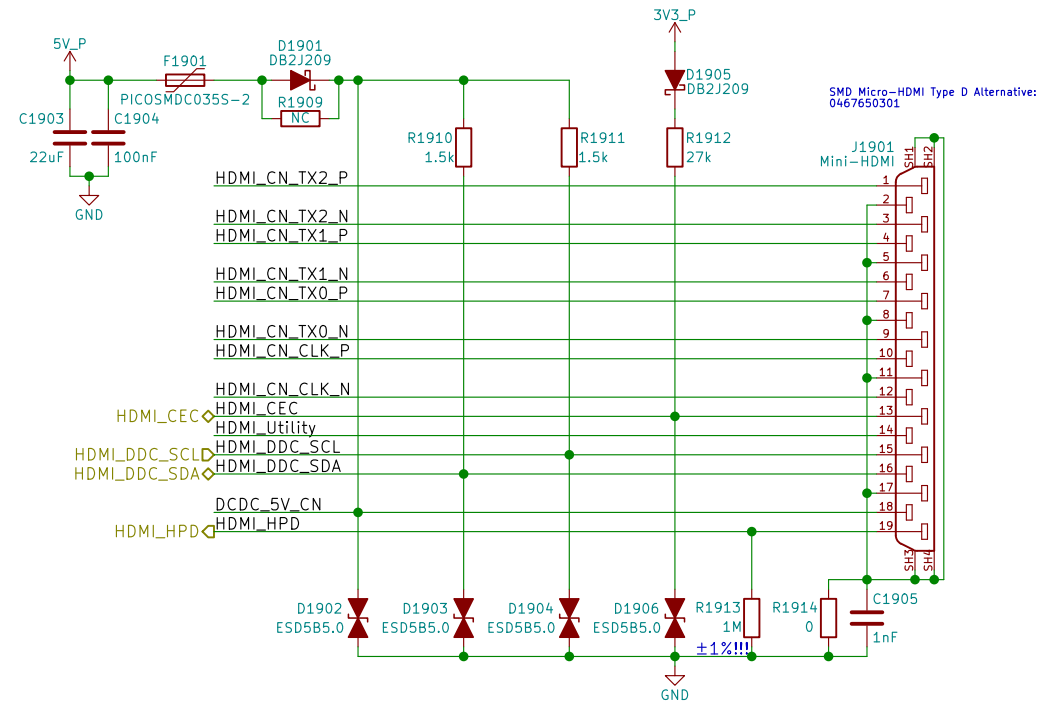 3V3_P
5V_P
D1901
DB2J209
F1901
PICOSMDC035S-2
R1909
NC
D1905
DB2J209
SMD Micro-HDMI Type D Alternative:
0467650301
C1903
22uF
C1904
100nF
GND
R1910
1.5k
R1911
1.5k
R1912
27k
J1901
Mini-HDMI
SH1
SH2
HDMI_CN_TX2_P
1
2
HDMI_CN_TX2_N
3
HDMI_CN_TX1_P
4
5
HDMI_CN_TX1_N
6
HDMI_CN_TX0_P
7
8
HDMI_CN_TX0_N
9
HDMI_CN_CLK_P
10
11
HDMI_CN_CLK_N
12
HDMI_CEC
HDMI_CEC
13
HDMI_Utility
14
HDMI_DDC_SCL
HDMI_DDC_SCL
15
HDMI_DDC_SDA
HDMI_DDC_SDA
16
17
DCDC_5V_CN
18
HDMI_HPD
HDMI_HPD
19
SH3
SH4
D1902
ESD5B5.0
D1903
ESD5B5.0
D1904
ESD5B5.0
D1906
ESD5B5.0
R1913
1M
±1%!!!
R1914
0
C1905
1nF
GND